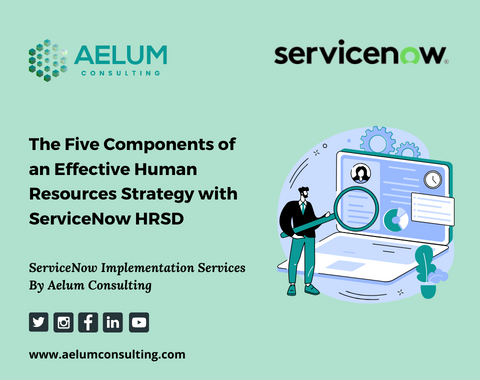 AELUM
CONSULTING
servicenow®
The Five Components of
an Effective Human
Resources Strategy with
ServiceNow HRSD
ServiceNow Implementation Services
By Aelum Consulting
www.aelumconsulting.com